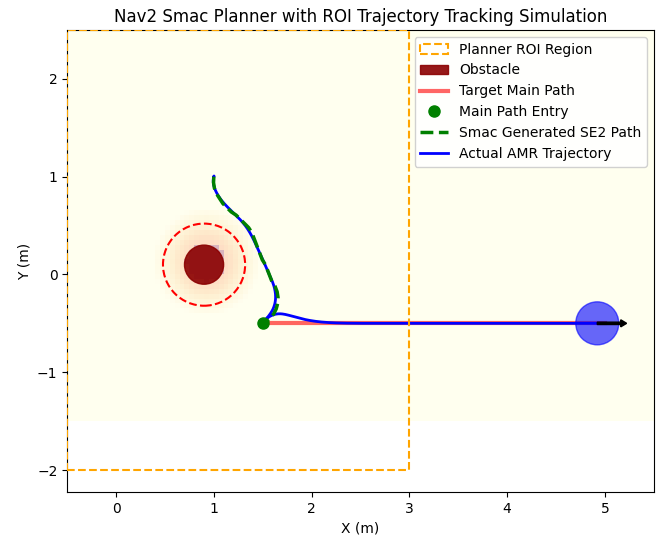 Nav2 Smac Planner with ROI Trajectory Tracking Simulation
Planner ROI Region
Obstacle
Target Main Path
Main Path Entry
Smac Generated SE2 Path
Actual AMR Trajectory
2
1
0
−1
−2
Y (m)
0
1
2
3
4
5
X (m)